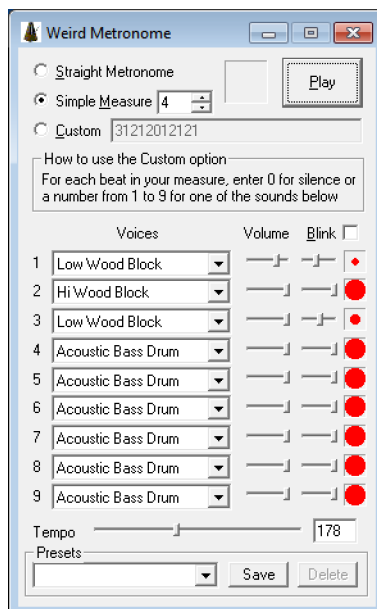 Weird Metronome
Straight Metronome
Simple Measure 4
Play
Custom 31212012121
How to use the Custom option
For each beat in your measure, enter 0 for silence or
a number from 1 to 9 for one of the sounds below
Voices Volume Blink
1 Low Wood Block
2 Hi Wood Block
3 Low Wood Block
4 Acoustic Bass Drum
5 Acoustic Bass Drum
6 Acoustic Bass Drum
7 Acoustic Bass Drum
8 Acoustic Bass Drum
9 Acoustic Bass Drum
Tempo 178
Presets
Save Delete